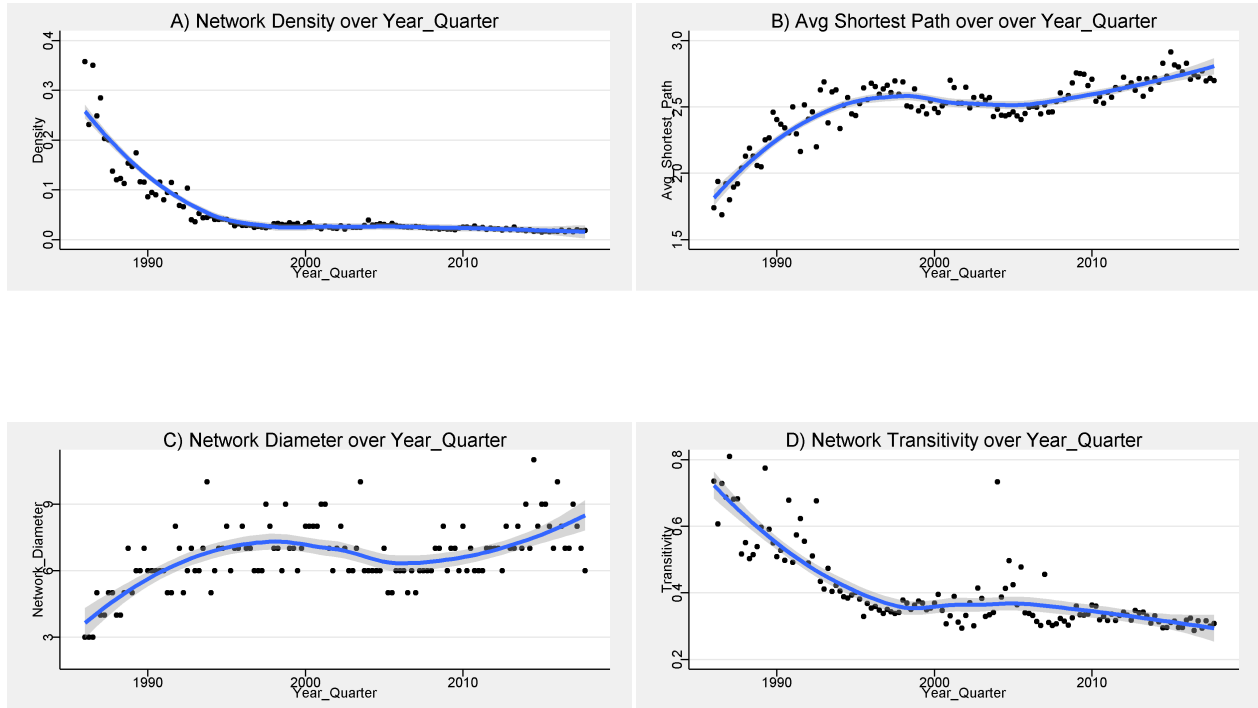 A) Network Density over Year_Quarter
Density
0.0 0.1 0.2 0.3 0.4
1990 2000 2010
Year_Quarter
B) Avg Shortest Path over over Year_Quarter
Avg_Shortest_Path
1.5 2.0 2.5 3.0
1990 2000 2010
Year_Quarter
C) Network Diameter over Year_Quarter
Network_Diameter
3 6 9
1990 2000 2010
Year_Quarter
D) Network Transitivity over Year_Quarter
Transitivity
0.2 0.4 0.6 0.8
1990 2000 2010
Year_Quarter